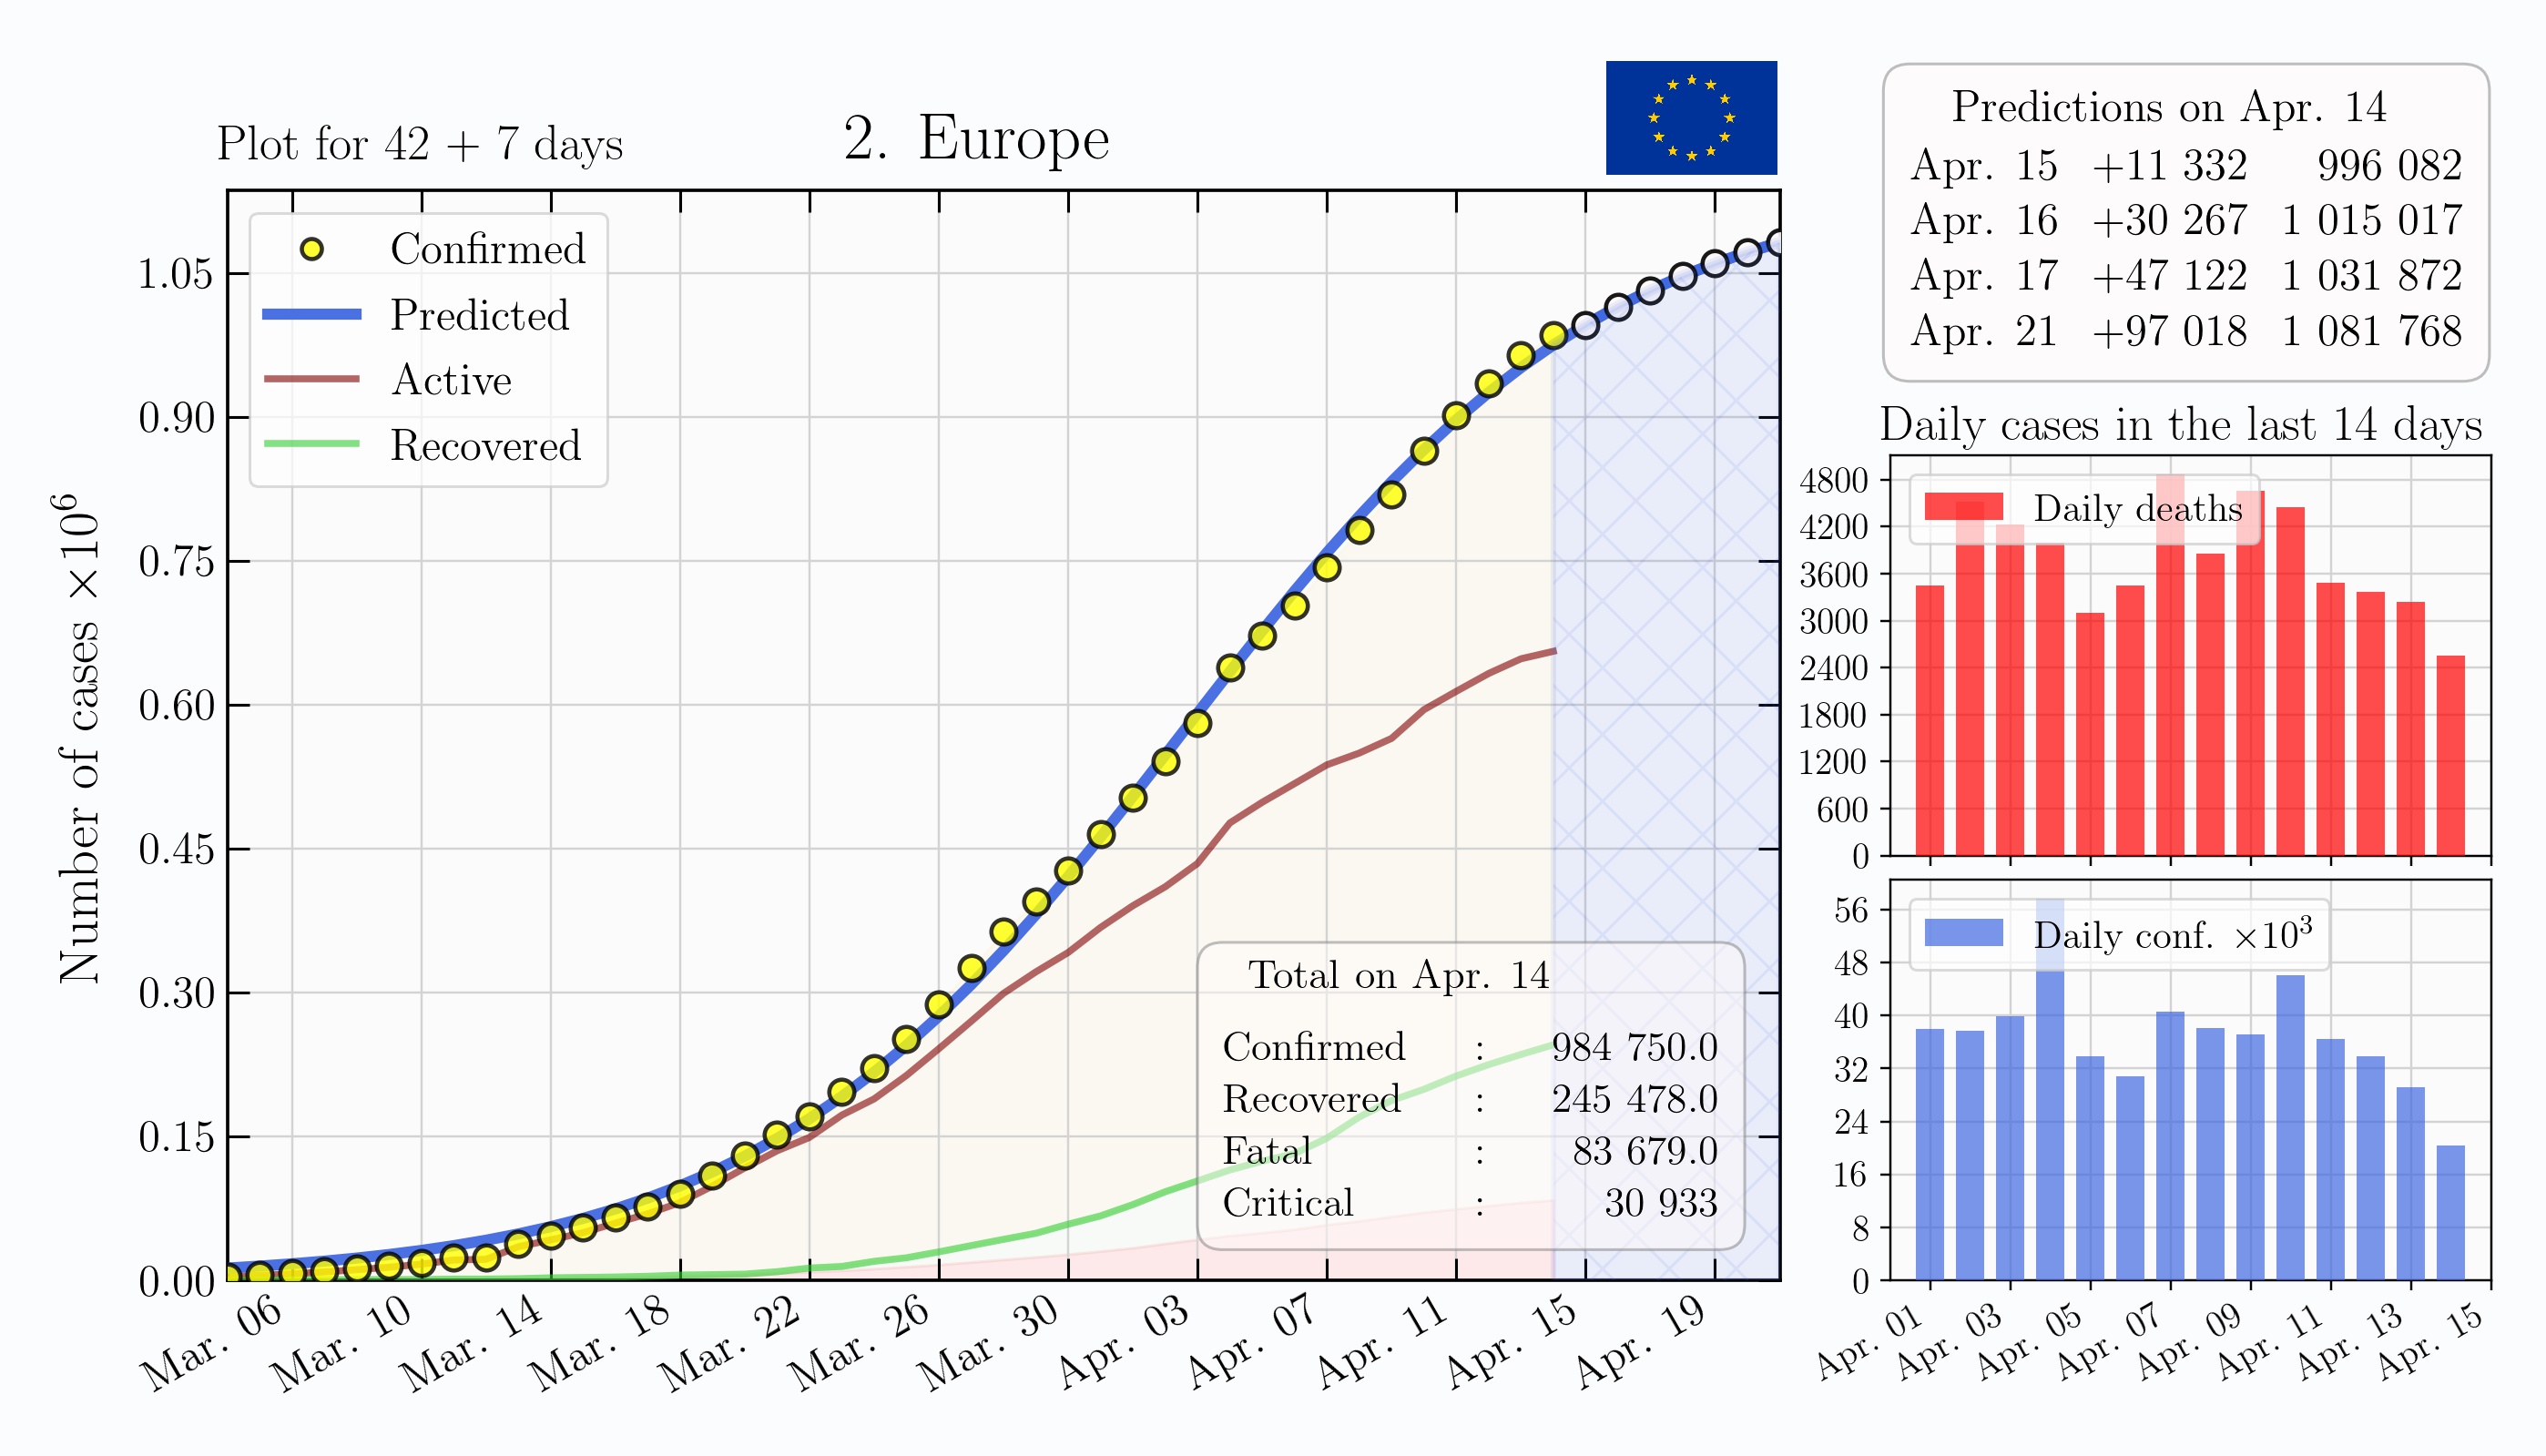 Plot for 42 + 7 days
2. Europe
Number of cases ×10⁶
1.05
0.90
0.75
0.60
0.45
0.30
0.15
0.00
Confirmed
Predicted
Active
Recovered
Total on Apr. 14
Confirmed : 984 750.0
Recovered : 245 478.0
Fatal : 83 679.0
Critical : 30 933
Mar. 06
Mar. 10
Mar. 14
Mar. 18
Mar. 22
Mar. 26
Mar. 30
Apr. 03
Apr. 07
Apr. 11
Apr. 15
Apr. 19
Predictions on Apr. 14
Apr. 15 +11 332 996 082
Apr. 16 +30 267 1 015 017
Apr. 17 +47 122 1 031 872
Apr. 21 +97 018 1 081 768
Daily cases in the last 14 days
4800
4200
3600
3000
2400
1800
1200
600
0
Daily deaths
56
48
40
32
24
16
8
0
Daily conf. ×10³
Apr. 01
Apr. 03
Apr. 05
Apr. 07
Apr. 09
Apr. 11
Apr. 13
Apr. 15